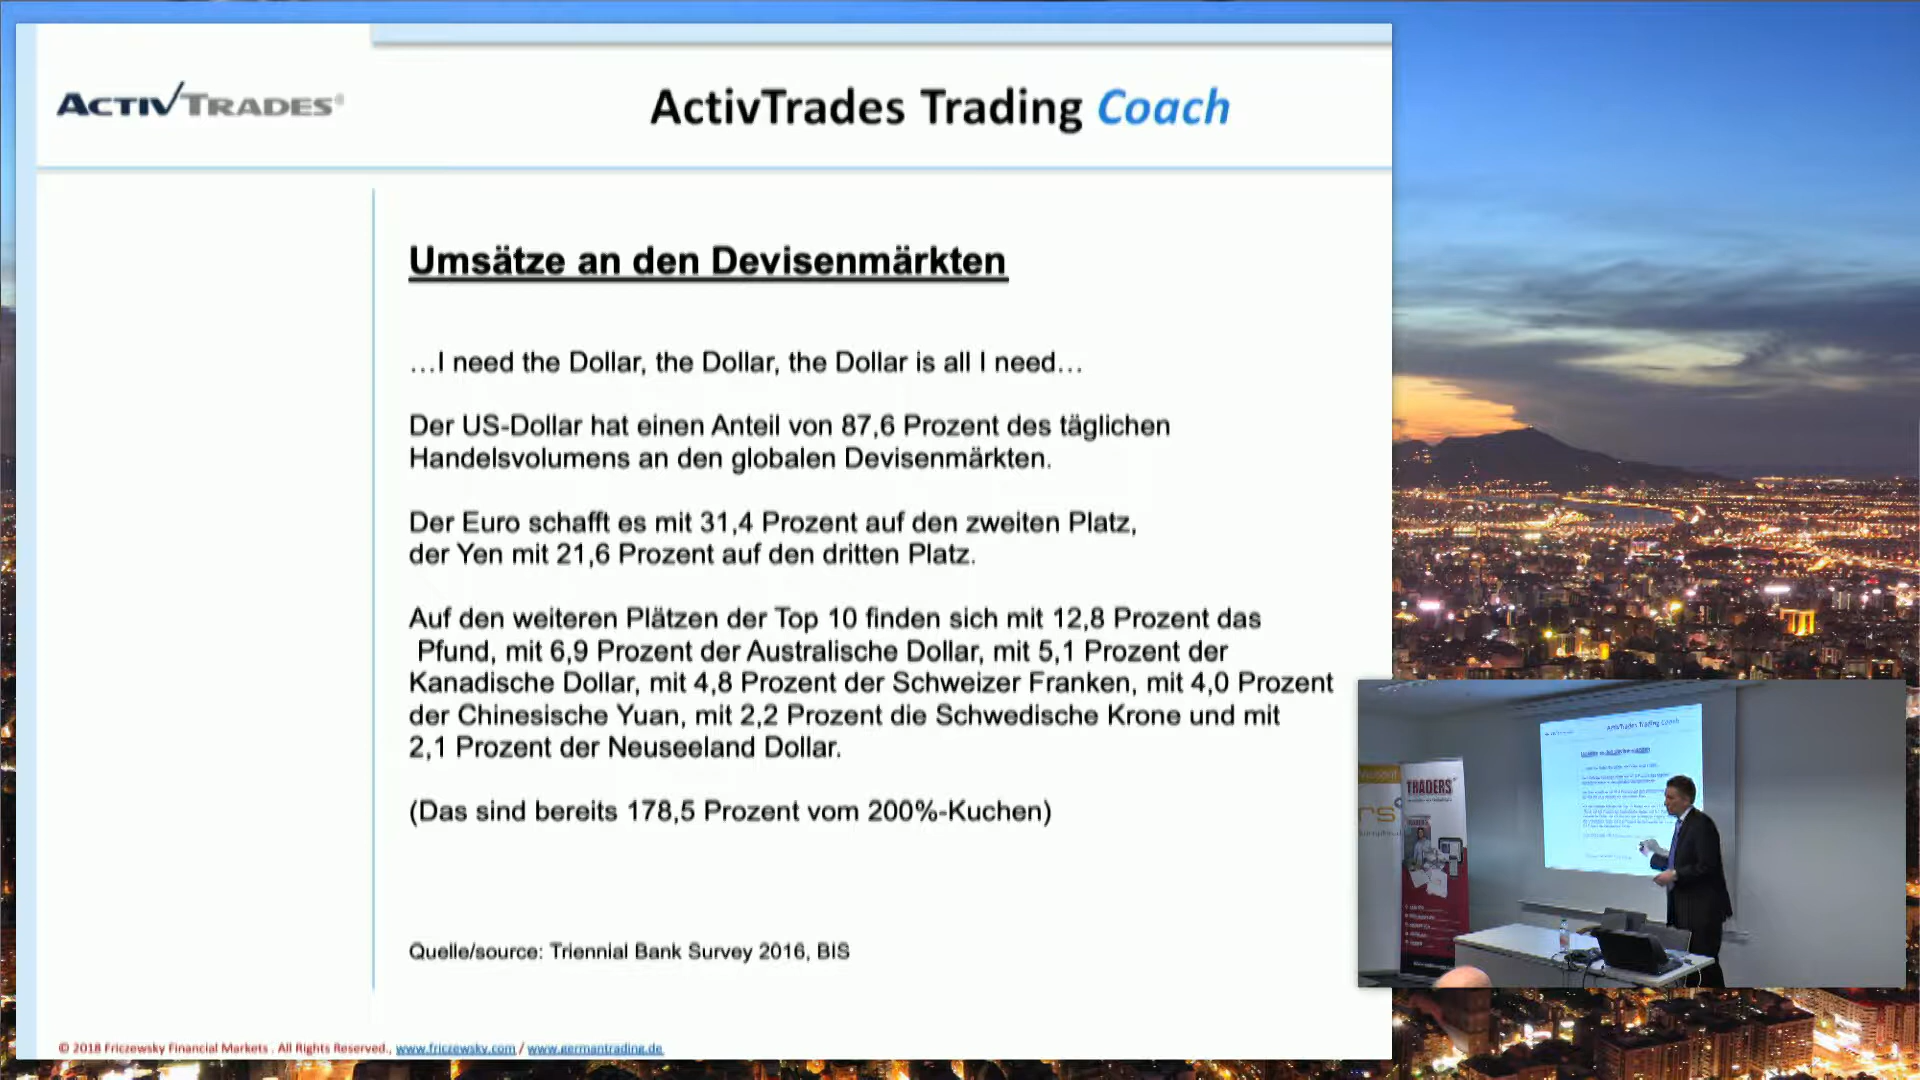 ACTIVTRADES®
ActivTrades Trading Coach
Umsätze an den Devisenmärkten
…I need the Dollar, the Dollar, the Dollar is all I need…
Der US-Dollar hat einen Anteil von 87,6 Prozent des täglichen
Handelsvolumens an den globalen Devisenmärkten.
Der Euro schafft es mit 31,4 Prozent auf den zweiten Platz,
der Yen mit 21,6 Prozent auf den dritten Platz.
Auf den weiteren Plätzen der Top 10 finden sich mit 12,8 Prozent das
Pfund, mit 6,9 Prozent der Australische Dollar, mit 5,1 Prozent der
Kanadische Dollar, mit 4,8 Prozent der Schweizer Franken, mit 4,0 Prozent
der Chinesische Yuan, mit 2,2 Prozent die Schwedische Krone und mit
2,1 Prozent der Neuseeland Dollar.
(Das sind bereits 178,5 Prozent vom 200%-Kuchen)
Quelle/source: Triennial Bank Survey 2016, BIS
© 2018 Friczewsky Financial Markets . All Rights Reserved., www.friczewsky.com / www.germantrading.de
ActivTrades Trading Coach
TRADERS'